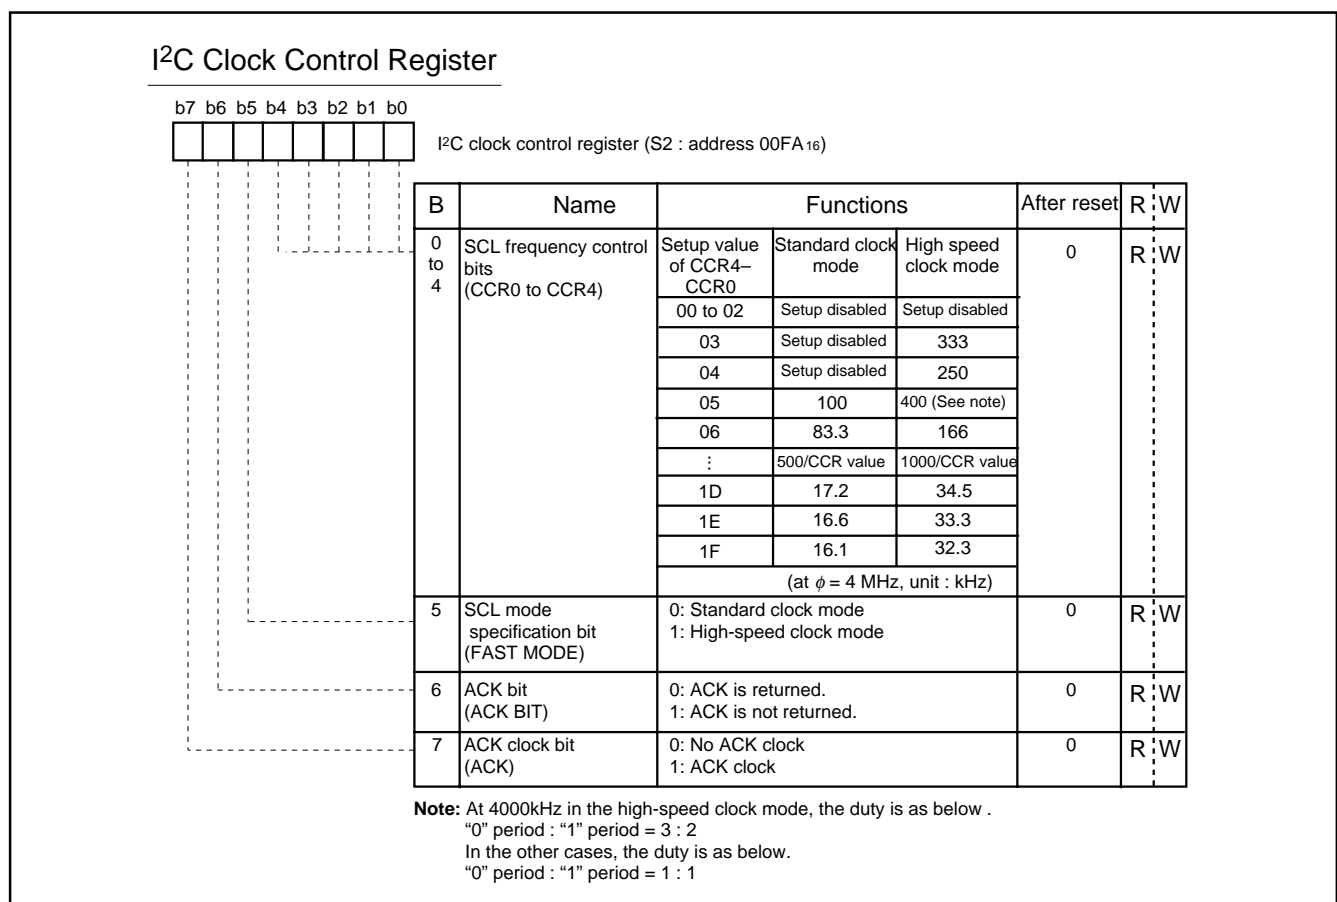 I2C Clock Control Register
b7 b6 b5 b4 b3 b2 b1 b0
I2C clock control register (S2 : address 00FA16)
B Name Functions After reset R W
0 to 4 SCL frequency control bits (CCR0 to CCR4) Setup value of CCR4–CCR0 Standard clock mode High speed clock mode 0 R W
00 to 02 Setup disabled Setup disabled
03 Setup disabled 333
04 Setup disabled 250
05 100 400 (See note)
06 83.3 166
⋮ 500/CCR value 1000/CCR value
1D 17.2 34.5
1E 16.6 33.3
1F 16.1 32.3
(at ϕ = 4 MHz, unit : kHz)
5 SCL mode specification bit (FAST MODE) 0: Standard clock mode 1: High-speed clock mode 0 R W
6 ACK bit (ACK BIT) 0: ACK is returned. 1: ACK is not returned. 0 R W
7 ACK clock bit (ACK) 0: No ACK clock 1: ACK clock 0 R W
Note: At 4000kHz in the high-speed clock mode, the duty is as below .
“0” period : “1” period = 3 : 2
In the other cases, the duty is as below.
“0” period : “1” period = 1 : 1